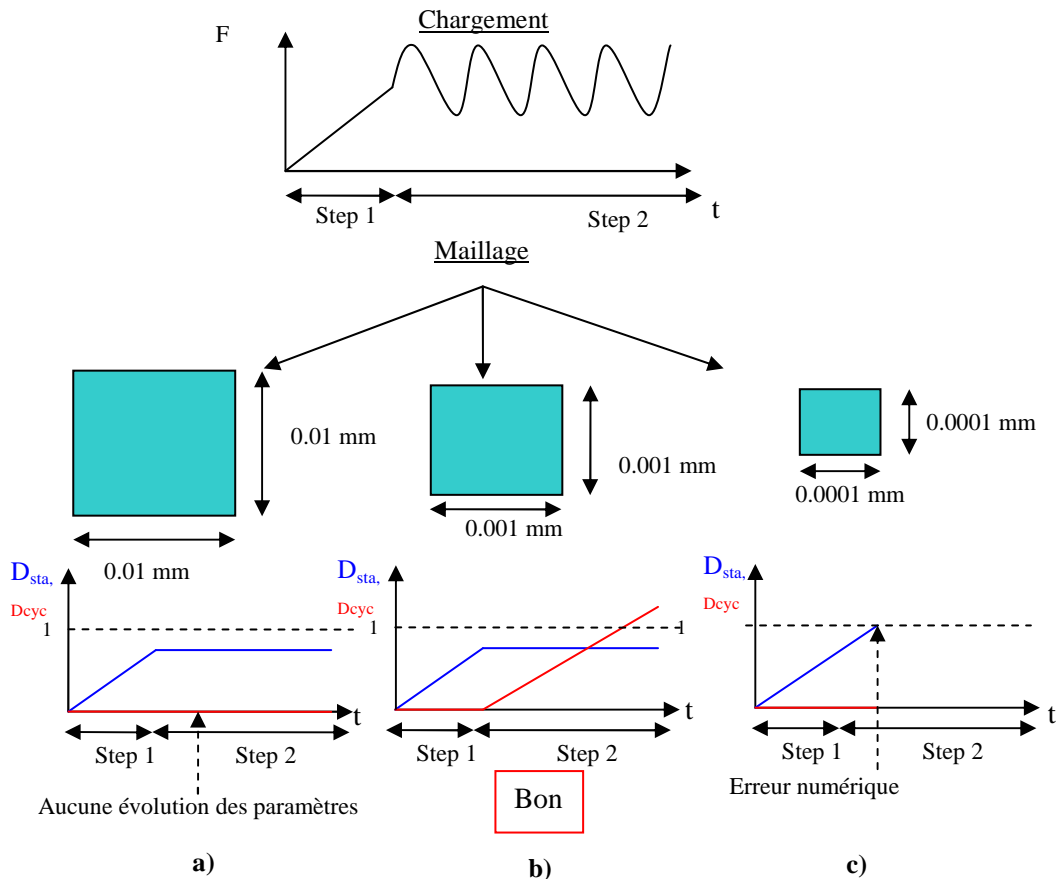 Chargement
F
Step 1
Step 2
t
Maillage
0.01 mm
0.01 mm
0.001 mm
0.001 mm
0.0001 mm
0.0001 mm
Dsta,
Dcyc
1
t
Step 1
Step 2
Aucune évolution des paramètres
a)
Dsta,
Dcyc
1
1
t
Step 1
Step 2
Bon
b)
Dsta,
Dcyc
t
Step 1
Step 2
Erreur numérique
c)